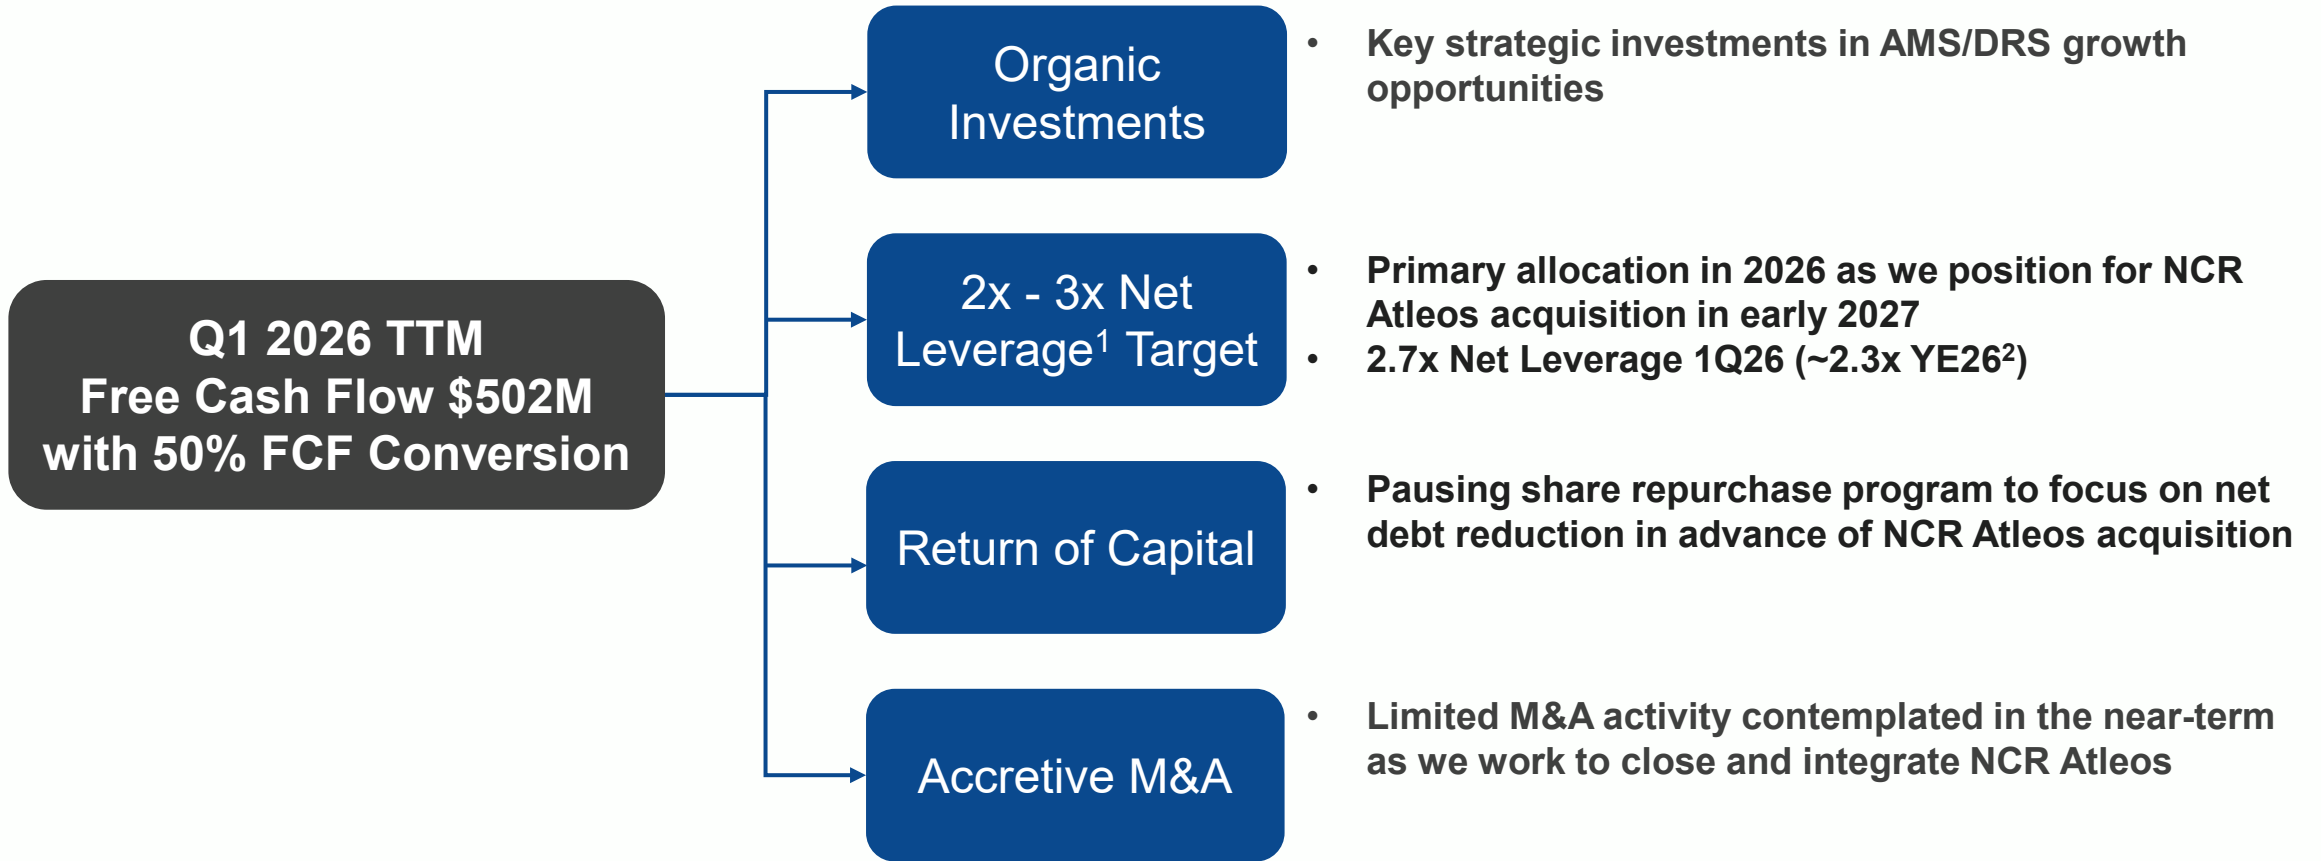 Q1 2026 TTM
Free Cash Flow $502M
with 50% FCF Conversion
Organic
Investments
• Key strategic investments in AMS/DRS growth
opportunities
2x - 3x Net
Leverage¹ Target
• Primary allocation in 2026 as we position for NCR
Atleos acquisition in early 2027
• 2.7x Net Leverage 1Q26 (~2.3x YE26²)
Return of Capital
• Pausing share repurchase program to focus on net
debt reduction in advance of NCR Atleos acquisition
Accretive M&A
• Limited M&A activity contemplated in the near-term
as we work to close and integrate NCR Atleos